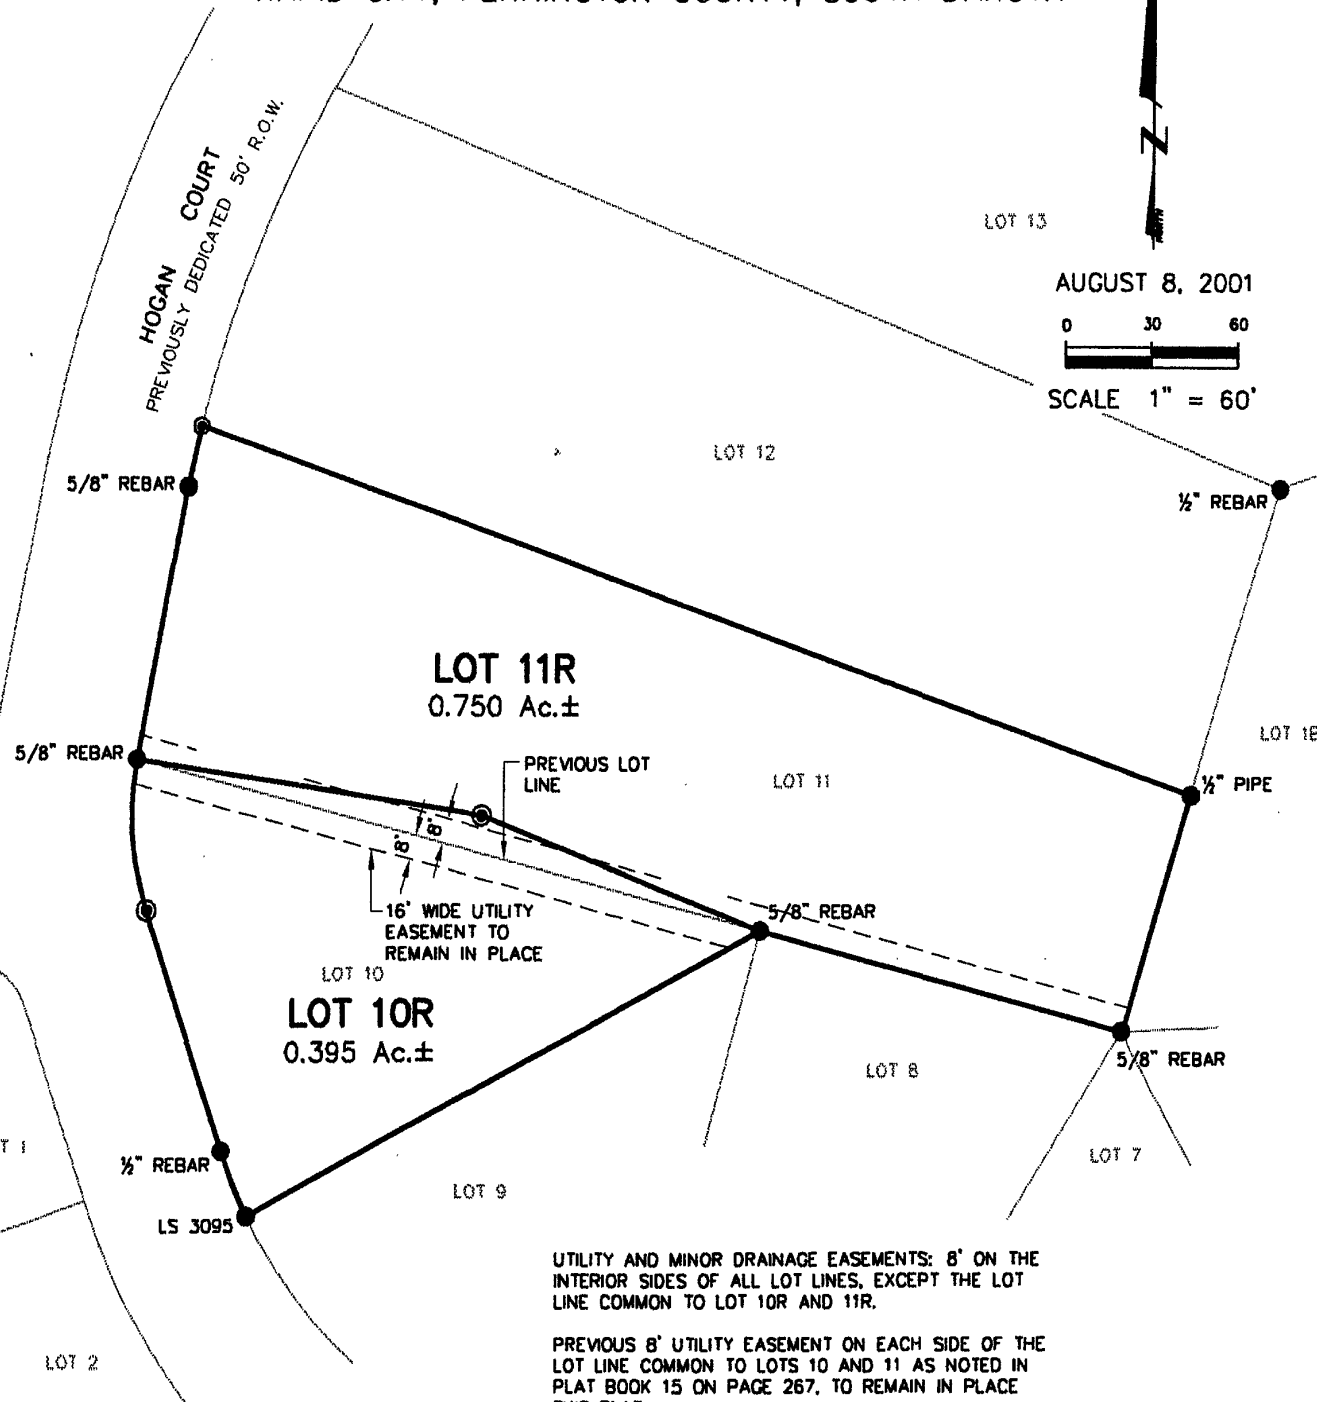 HOGAN COURT
PREVIOUSLY DEDICATED 50' R.O.W.
N
LOT 13
AUGUST 8, 2001
0 30 60
SCALE 1" = 60'
LOT 12
5/8" REBAR
½" REBAR
LOT 11R
0.750 Ac.±
LOT 18
5/8" REBAR
PREVIOUS LOT
LINE
LOT 11
½" PIPE
8'
8'
16' WIDE UTILITY
EASEMENT TO
REMAIN IN PLACE
5/8" REBAR
LOT 10
LOT 10R
0.395 Ac.±
LOT 8
5/8" REBAR
T 1
½" REBAR
LOT 7
LOT 9
LS 3095
UTILITY AND MINOR DRAINAGE EASEMENTS: 8' ON THE
INTERIOR SIDES OF ALL LOT LINES, EXCEPT THE LOT
LINE COMMON TO LOT 10R AND 11R.
PREVIOUS 8' UTILITY EASEMENT ON EACH SIDE OF THE
LOT LINE COMMON TO LOTS 10 AND 11 AS NOTED IN
PLAT BOOK 15 ON PAGE 267, TO REMAIN IN PLACE
LOT 2